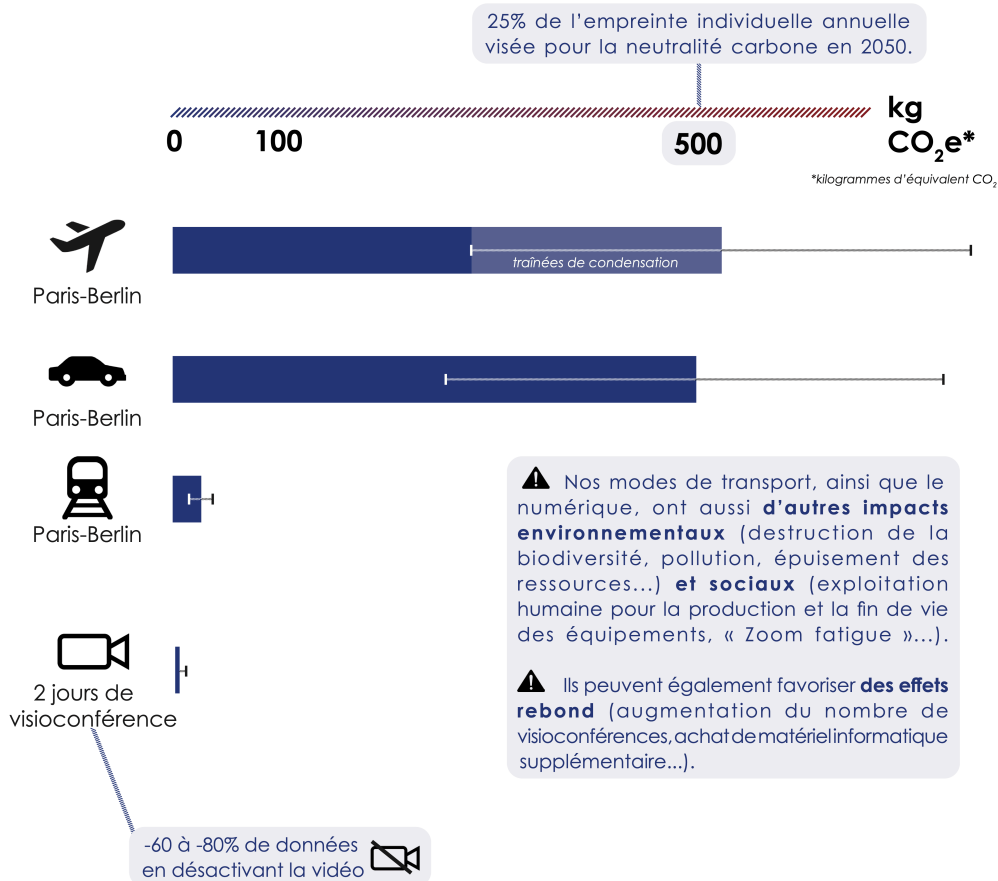 25% de l’empreinte individuelle annuelle
visée pour la neutralité carbone en 2050.
kg
CO₂e*
0
100
500
*kilogrammes d’équivalent CO₂
traînées de condensation
Paris-Berlin
Paris-Berlin
Paris-Berlin
Nos modes de transport, ainsi que le
numérique, ont aussi d’autres impacts
environnementaux (destruction de la
biodiversité, pollution, épuisement des
ressources...) et sociaux (exploitation
humaine pour la production et la fin de vie
des équipements, « Zoom fatigue »...).
Ils peuvent également favoriser des effets
rebond (augmentation du nombre de
visioconférences, achat de matériel informatique
supplémentaire...).
2 jours de
visioconférence
-60 à -80% de données
en désactivant la vidéo